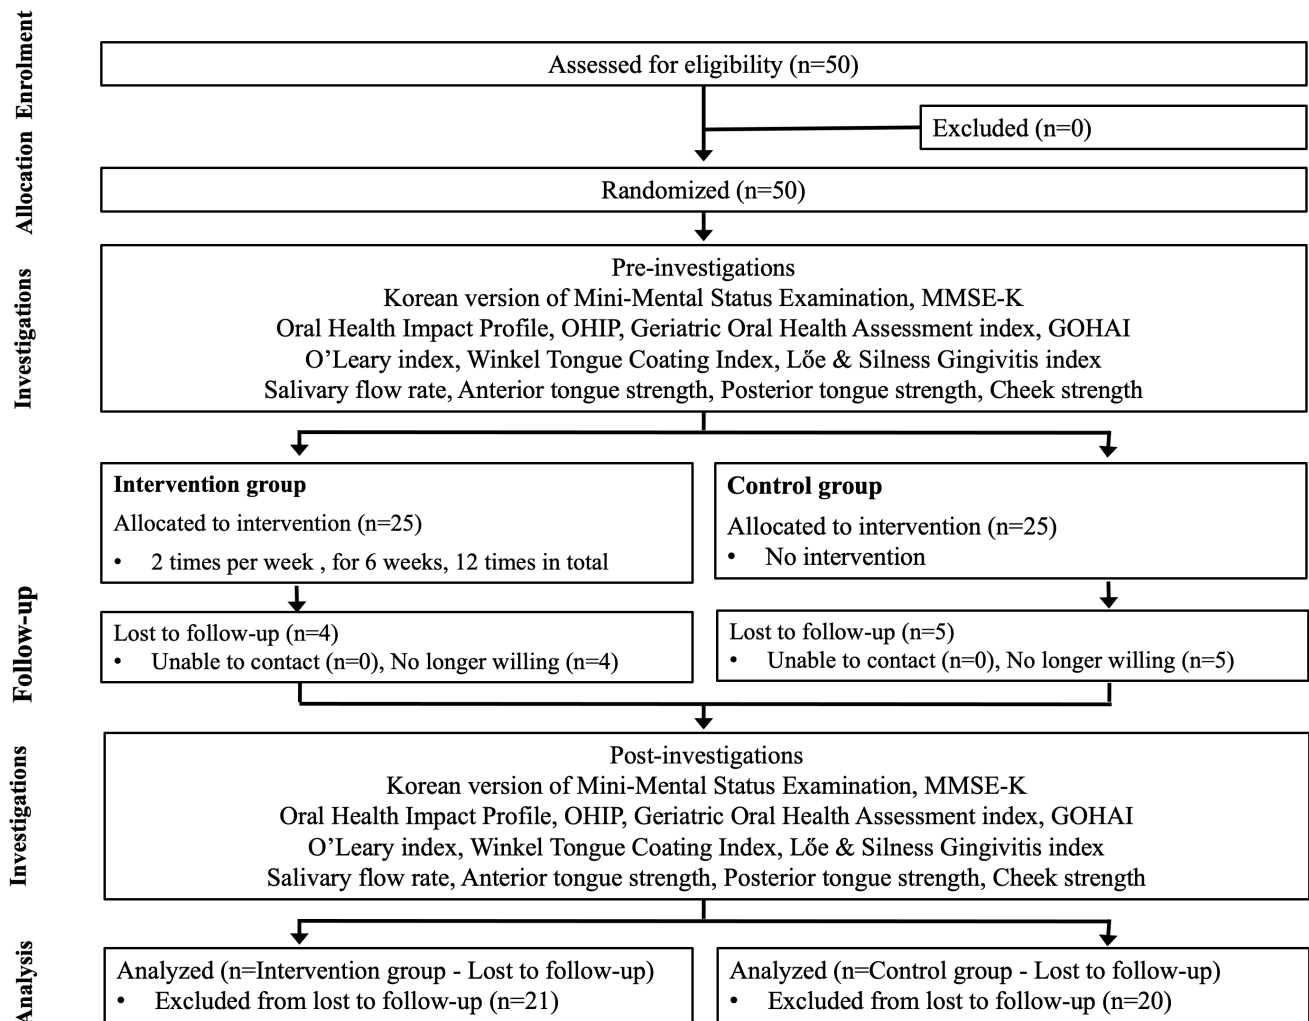 Enrolment
Assessed for eligibility (n=50)
Excluded (n=0)
Allocation
Randomized (n=50)
Investigations
Pre-investigations
Korean version of Mini-Mental Status Examination, MMSE-K
Oral Health Impact Profile, OHIP, Geriatric Oral Health Assessment index, GOHAI
O’Leary index, Winkel Tongue Coating Index, Lőe & Silness Gingivitis index
Salivary flow rate, Anterior tongue strength, Posterior tongue strength, Cheek strength
Intervention group
Allocated to intervention (n=25)
• 2 times per week , for 6 weeks, 12 times in total
Control group
Allocated to intervention (n=25)
• No intervention
Follow-up
Lost to follow-up (n=4)
• Unable to contact (n=0), No longer willing (n=4)
Lost to follow-up (n=5)
• Unable to contact (n=0), No longer willing (n=5)
Investigations
Post-investigations
Korean version of Mini-Mental Status Examination, MMSE-K
Oral Health Impact Profile, OHIP, Geriatric Oral Health Assessment index, GOHAI
O’Leary index, Winkel Tongue Coating Index, Lőe & Silness Gingivitis index
Salivary flow rate, Anterior tongue strength, Posterior tongue strength, Cheek strength
Analysis
Analyzed (n=Intervention group - Lost to follow-up)
• Excluded from lost to follow-up (n=21)
Analyzed (n=Control group - Lost to follow-up)
• Excluded from lost to follow-up (n=20)